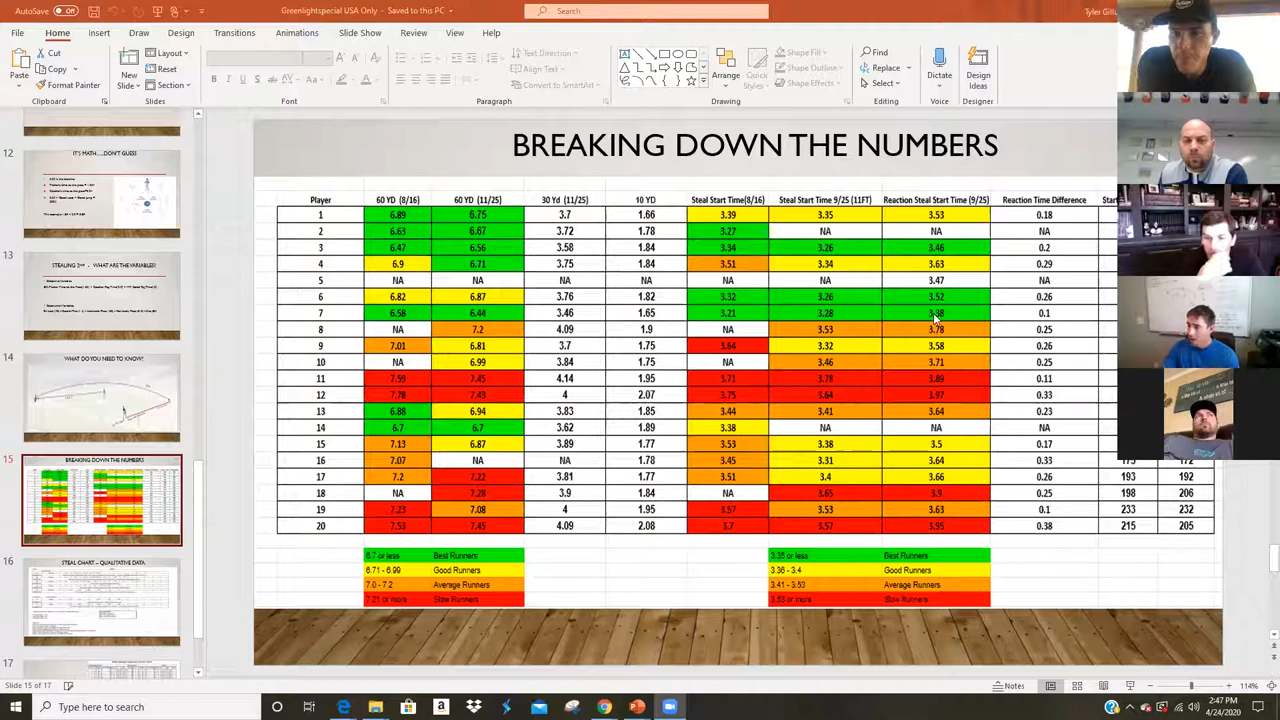 AutoSave Off Greenlightspecial USA Only - Saved to this PC Search
File Home Insert Draw Design Transitions Animations Slide Show Review View Help
Paste Cut Copy Format Painter New Slide Layout Reset Section Text Direction Align Text Convert to SmartArt Arrange Quick Styles Shape Fill Shape Outline Shape Effects Find Replace Select Dictate Design Ideas
Clipboard Slides Font Paragraph Drawing Editing Voice Designer
12
IT'S MATH.....DON'T GUESS
13
STEALING 2ND - WHAT ARE THE VARIABLES?
14
WHAT DO YOU NEED TO KNOW?
15
BREAKING DOWN THE NUMBERS
16
STEAL CHART – QUALITATIVE DATA
17
BREAKING DOWN THE NUMBERS
Player 60 YD (8/16) 60 YD (11/25) 30 Yd (11/25) 10 YD Steal Start Time(8/16) Steal Start Time 9/25 (11FT) Reaction Steal Start Time (9/25) Reaction Time Difference
1 6.89 6.75 3.7 1.66 3.39 3.35 3.53 0.18
2 6.63 6.67 3.72 1.78 3.27 NA NA NA
3 6.47 6.56 3.58 1.84 3.34 3.26 3.46 0.2
4 6.9 6.71 3.75 1.84 3.51 3.34 3.63 0.29
5 NA NA NA NA NA NA 3.47 NA
6 6.82 6.87 3.76 1.82 3.32 3.26 3.52 0.26
7 6.58 6.44 3.46 1.65 3.21 3.28 3.38 0.1
8 NA 7.2 4.09 1.9 NA 3.53 3.78 0.25
9 7.01 6.81 3.7 1.75 3.64 3.32 3.58 0.26
10 NA 6.99 3.84 1.75 NA 3.46 3.71 0.25
11 7.59 7.45 4.14 1.95 3.71 3.78 3.89 0.11
12 7.78 7.43 4 2.07 3.75 3.64 3.97 0.33
13 6.88 6.94 3.83 1.85 3.44 3.41 3.64 0.23
14 6.7 6.7 3.62 1.89 3.38 NA NA NA
15 7.13 6.87 3.89 1.77 3.53 3.38 3.5 0.17
16 7.07 NA NA 1.78 3.45 3.31 3.64 0.33 175 172
17 7.2 7.22 3.81 1.77 3.51 3.4 3.66 0.26 193 192
18 NA 7.28 3.9 1.84 NA 3.65 3.9 0.25 198 206
19 7.23 7.08 4 1.95 3.57 3.53 3.63 0.1 233 232
20 7.53 7.45 4.09 2.08 3.7 3.57 3.95 0.38 215 205
6.7 or less Best Runners 3.35 or less Best Runners
6.71 - 6.99 Good Runners 3.36 - 3.4 Good Runners
7.0 - 7.2 Average Runners 3.41 - 3.53 Average Runners
7.21 or more Slow Runners Slow Runners
Slide 15 of 17 Notes 114%
Type here to search 2:47 PM
4/24/2020